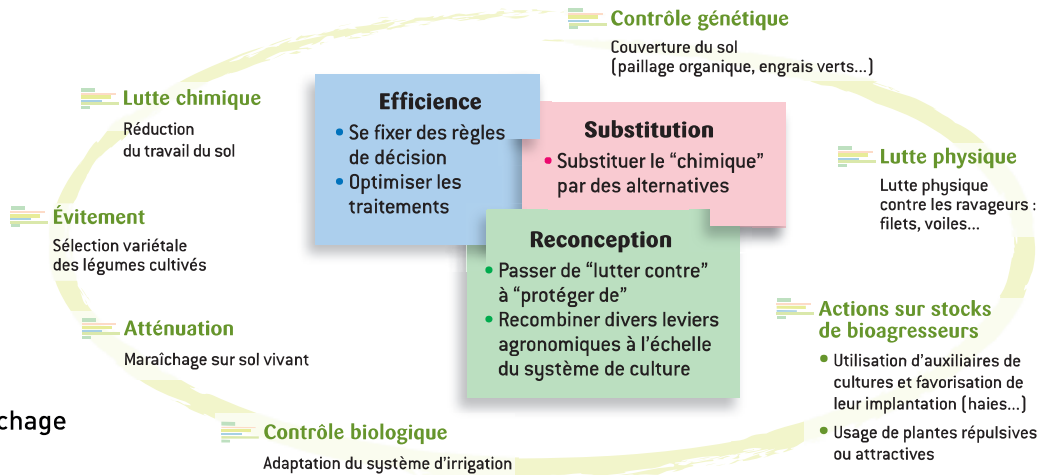 Contrôle génétique
Couverture du sol
(paillage organique, engrais verts...)
Lutte chimique
Réduction
du travail du sol
Efficience
• Se fixer des règles
de décision
• Optimiser les
traitements
Substitution
• Substituer le “chimique”
par des alternatives
Lutte physique
Lutte physique
contre les ravageurs :
filets, voiles...
Évitement
Sélection variétale
des légumes cultivés
Reconception
• Passer de “lutter contre”
à “protéger de”
• Recombiner divers leviers
agronomiques à l’échelle
du système de culture
Atténuation
Maraîchage sur sol vivant
Actions sur stocks
de bioagresseurs
• Utilisation d’auxiliaires de
cultures et favorisation de
leur implantation (haies...)
• Usage de plantes répulsives
ou attractives
chage
Contrôle biologique
Adaptation du système d’irrigation